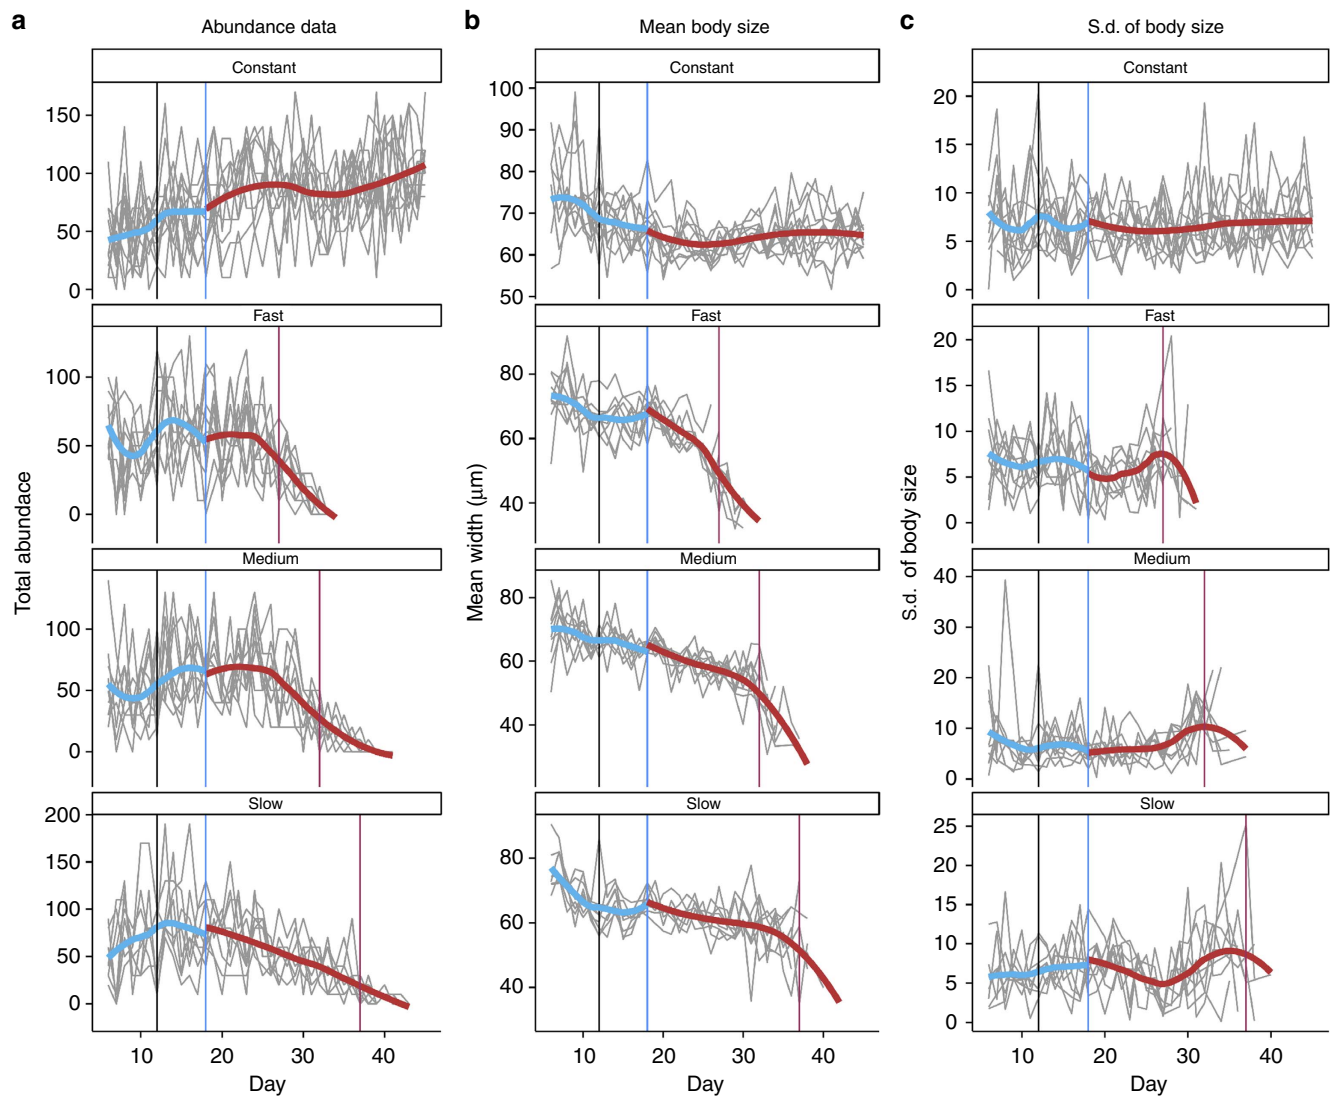 a Abundance data
b Mean body size
c S.d. of body size
Constant
Constant
Constant
150
100
50
0
100
90
80
70
60
50
20
15
10
5
0
Fast
Fast
Fast
100
50
0
80
60
40
20
15
10
5
0
Medium
Medium
Medium
100
50
0
80
60
40
40
30
20
10
0
Slow
Slow
Slow
200
150
100
50
0
80
60
40
25
20
15
10
5
0
Total abundace
Mean width (μm)
S.d. of body size
10 20 30 40
10 20 30 40
10 20 30 40
Day
Day
Day